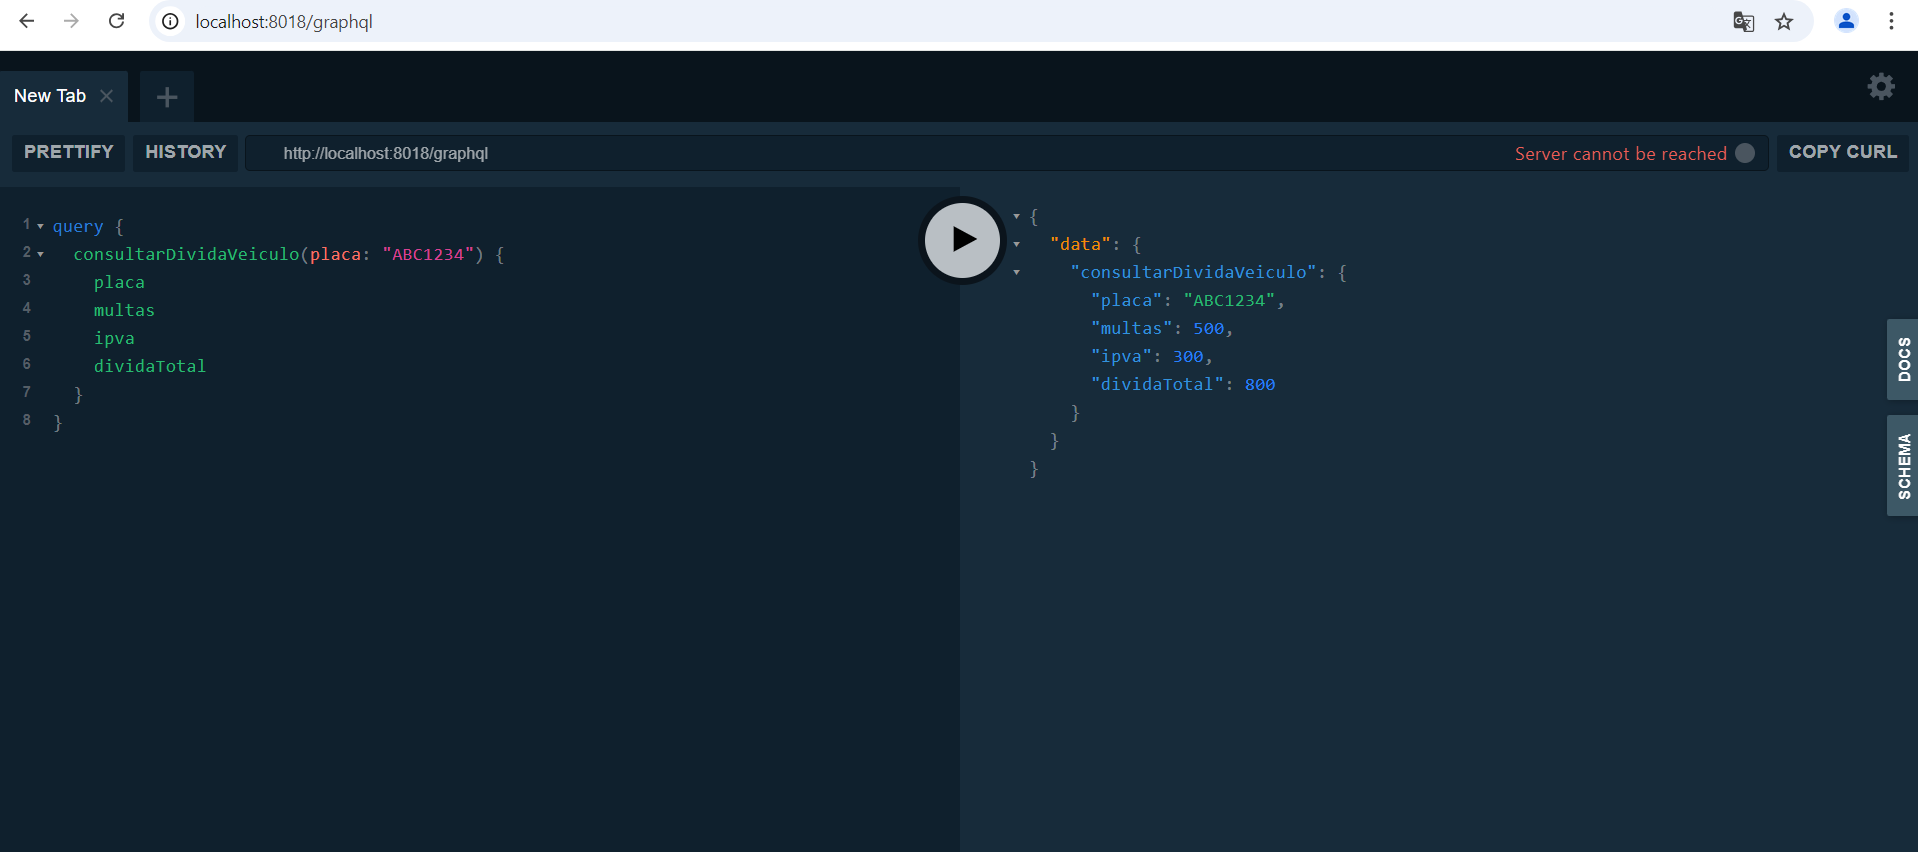 localhost:8018/graphql
New Tab
PRETTIFY HISTORY http://localhost:8018/graphql Server cannot be reached COPY CURL
1 query {
2 consultarDividaVeiculo(placa: "ABC1234") {
3 placa
4 multas
5 ipva
6 dividaTotal
7 }
8 }
{
"data": {
"consultarDividaVeiculo": {
"placa": "ABC1234",
"multas": 500,
"ipva": 300,
"dividaTotal": 800
}
}
}
DOCS
SCHEMA